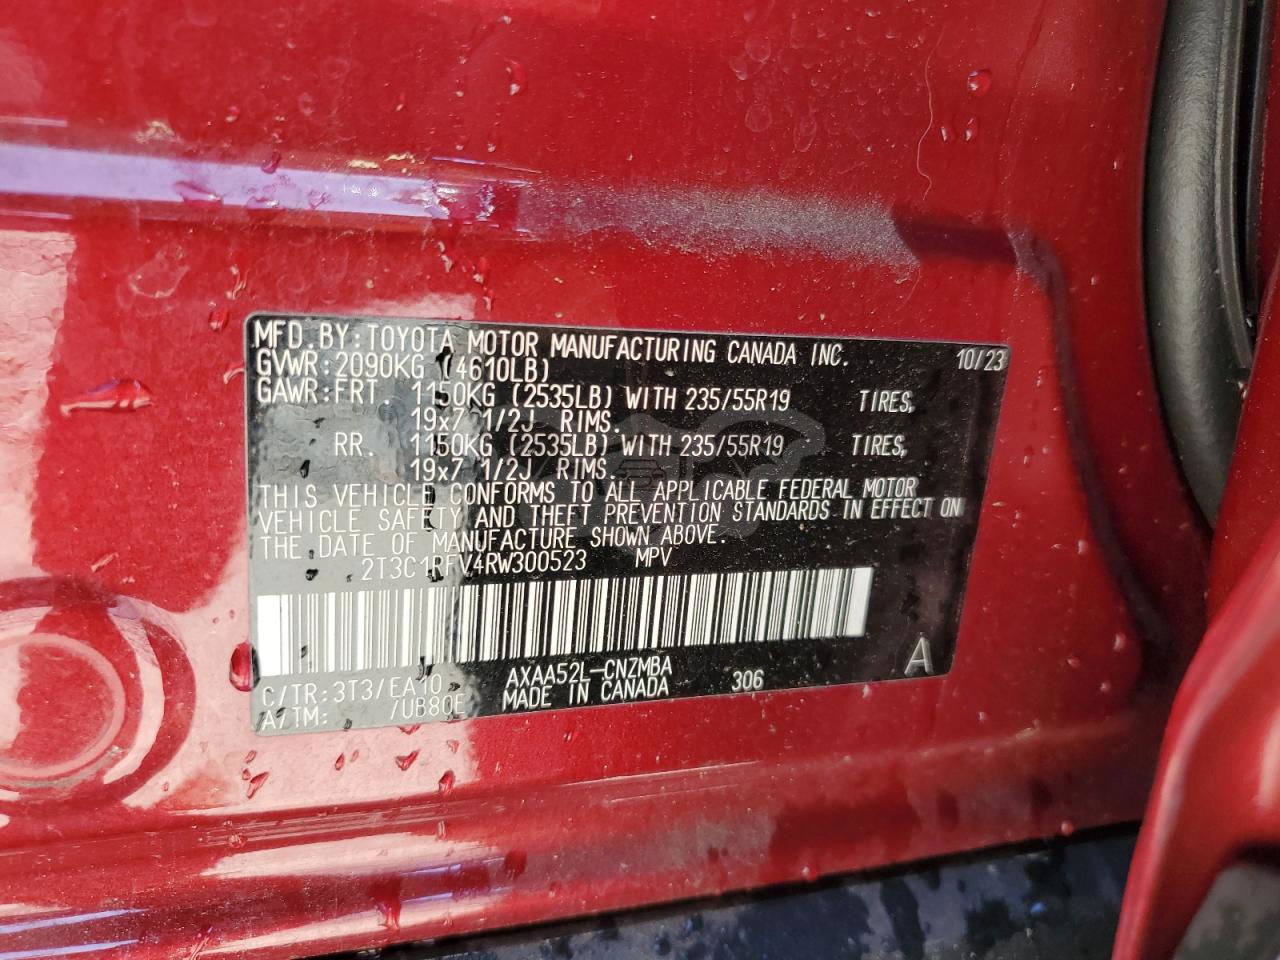 MFD.BY:TOYOTA MOTOR MANUFACTURING CANADA INC. 10/23
GVWR:2090KG (4610LB)
GAWR:FRT. 1150KG (2535LB) WITH 235/55R19 TIRES,
19x7 1/2J RIMS.
RR. 1150KG (2535LB) WITH 235/55R19 TIRES,
19x7 1/2J RIMS.
THIS VEHICLE CONFORMS TO ALL APPLICABLE FEDERAL MOTOR
VEHICLE SAFETY AND THEFT PREVENTION STANDARDS IN EFFECT ON
THE DATE OF MANUFACTURE SHOWN ABOVE.
2T3C1RFV4RW300523 MPV
C/TR:3T3/EA10 AXAA52L-CNZMBA 306 A
A/TM: /UB80E MADE IN CANADA